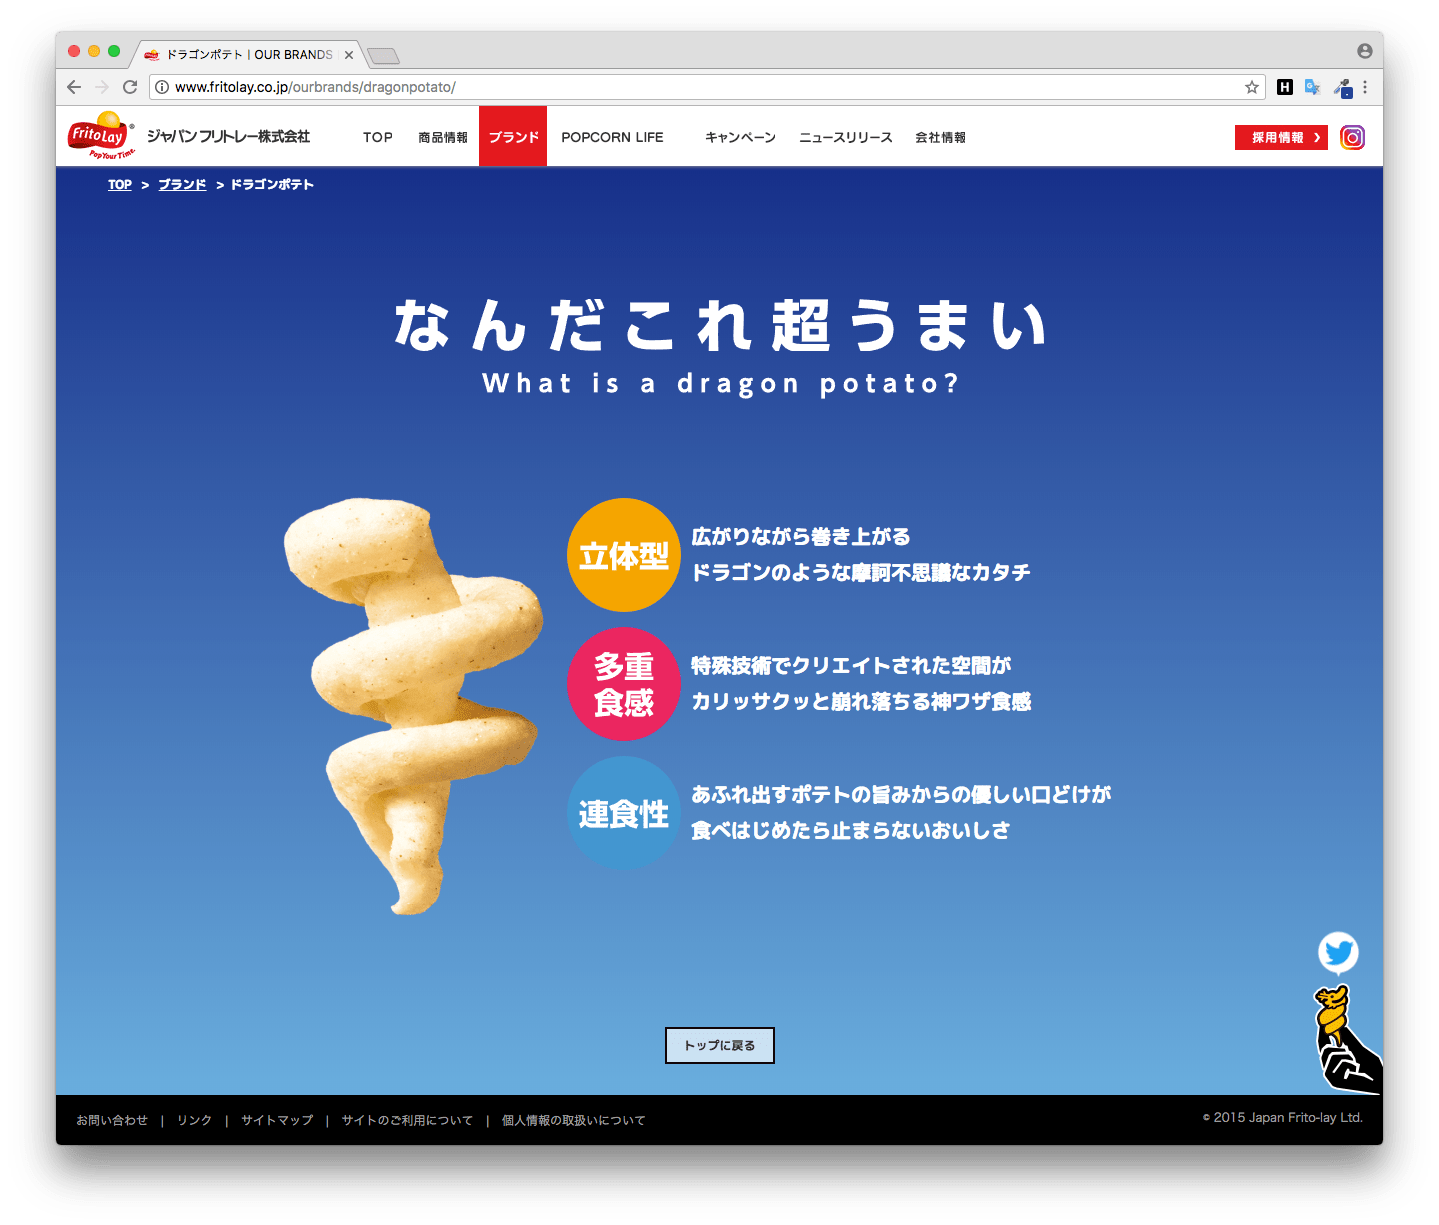 ドラゴンポテト | OUR BRANDS
www.fritolay.co.jp/ourbrands/dragonpotato/
H
Frito Lay ®
Pop Your Time.
ジャパン フリトレー株式会社
TOP
商品情報
ブランド
POPCORN LIFE
キャンペーン
ニュースリリース
会社情報
採用情報
TOP > ブランド > ドラゴンポテト
なんだこれ超うまい
What is a dragon potato?
立体型
広がりながら巻き上がる
ドラゴンのような摩訶不思議なカタチ
多重
食感
特殊技術でクリエイトされた空間が
カリッサクッと崩れ落ちる神ワザ食感
連食性
あふれ出すポテトの旨みからの優しい口どけが
食べはじめたら止まらないおいしさ
トップに戻る
お問い合わせ | リンク | サイトマップ | サイトのご利用について | 個人情報の取扱いについて
© 2015 Japan Frito-lay Ltd.